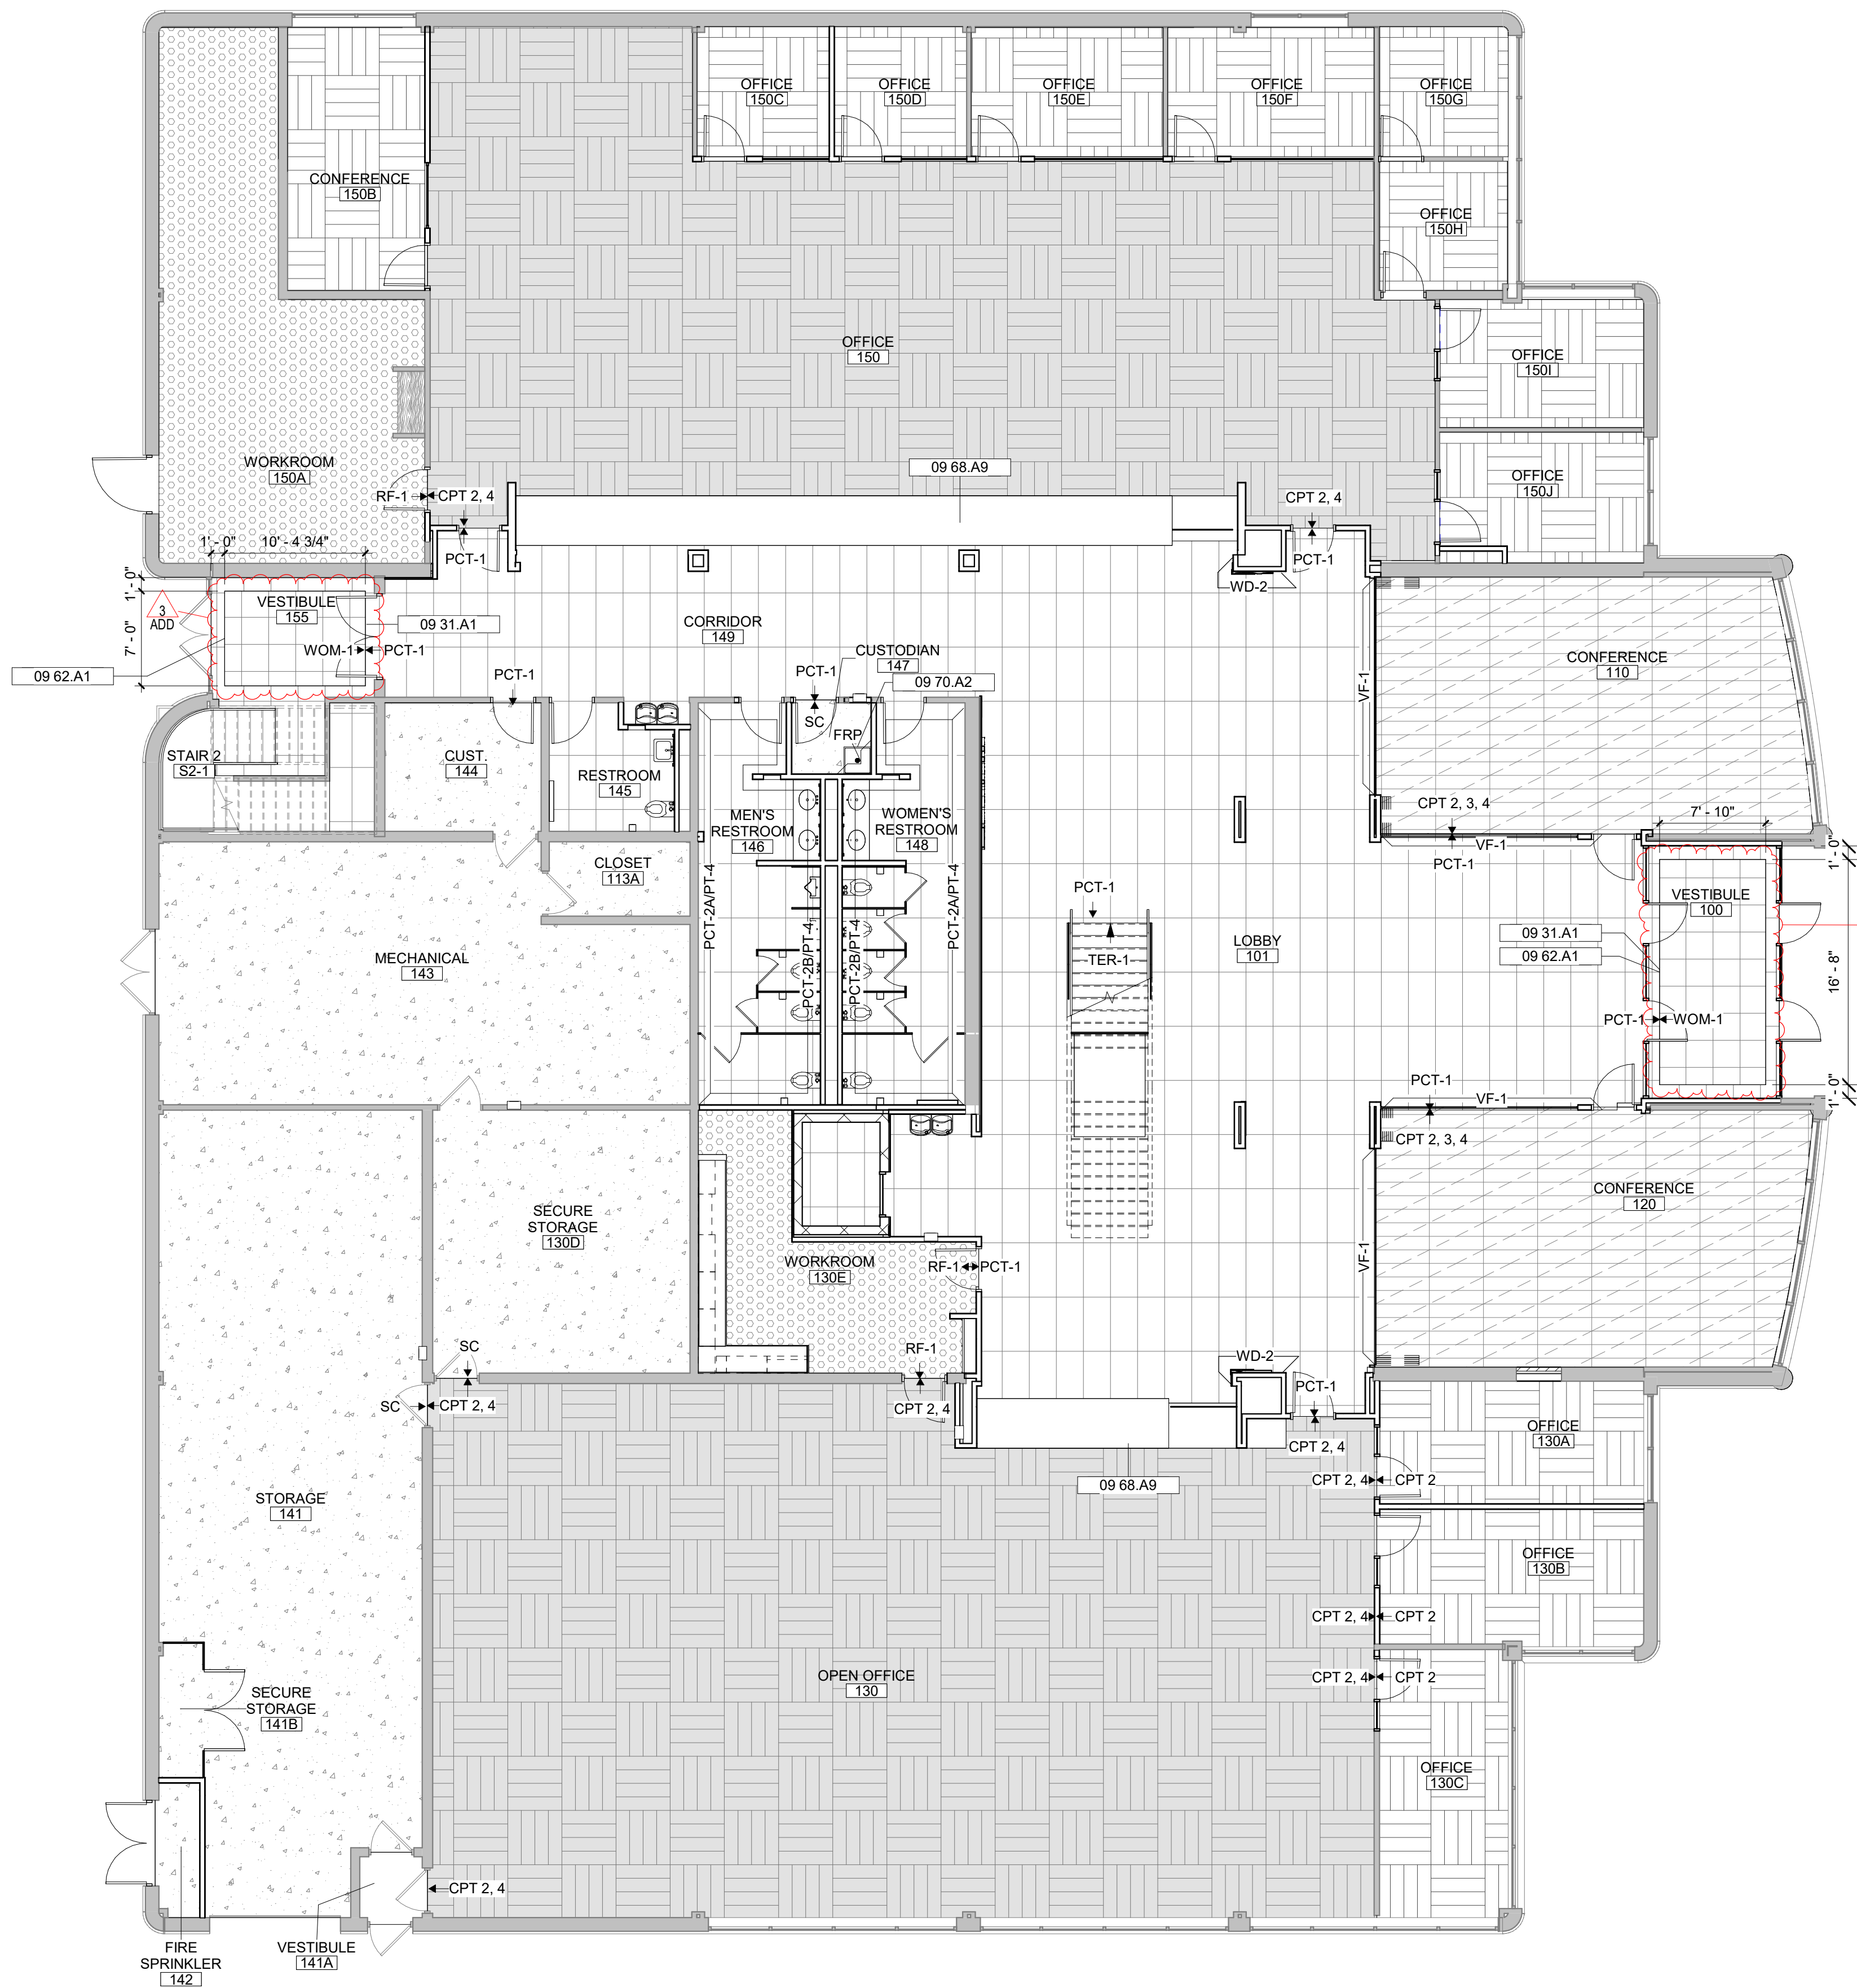 OFFICE
150C
OFFICE
150D
OFFICE
150E
OFFICE
150F
OFFICE
150G
CONFERENCE
150B
OFFICE
150H
OFFICE
150
OFFICE
150I
WORKROOM
150A
09 68.A9
OFFICE
150J
RF-1
CPT 2, 4
CPT 2, 4
1' - 0"
10' - 4 3/4"
PCT-1
PCT-1
WD-2
1' - 0"
7' - 0"
3
ADD
VESTIBULE
155
09 31.A1
CORRIDOR
149
WOM-1
PCT-1
09 62.A1
CUSTODIAN
147
CONFERENCE
110
PCT-1
PCT-1
09 70.A2
VF-1
SC
FRP
STAIR 2
S2-1
CUST.
144
RESTROOM
145
MEN'S
RESTROOM
146
WOMEN'S
RESTROOM
148
CPT 2, 3, 4
7' - 10"
VF-1
PCT-1
1' - 0"
CLOSET
113A
PCT-2A/PT-4
PCT-2B/PT-4
PCT-2B/PT-4
PCT-2A/PT-4
PCT-1
VESTIBULE
100
MECHANICAL
143
TER-1
LOBBY
101
09 31.A1
09 62.A1
16' - 8"
PCT-1
WOM-1
PCT-1
VF-1
1' - 0"
CPT 2, 3, 4
SECURE
STORAGE
130D
CONFERENCE
120
WORKROOM
130E
RF-1
PCT-1
VF-1
SC
RF-1
WD-2
PCT-1
SC
CPT 2, 4
CPT 2, 4
CPT 2, 4
OFFICE
130A
09 68.A9
CPT 2, 4
CPT 2
STORAGE
141
OFFICE
130B
CPT 2, 4
CPT 2
OPEN OFFICE
130
CPT 2, 4
CPT 2
SECURE
STORAGE
141B
OFFICE
130C
CPT 2, 4
FIRE
SPRINKLER
142
VESTIBULE
141A